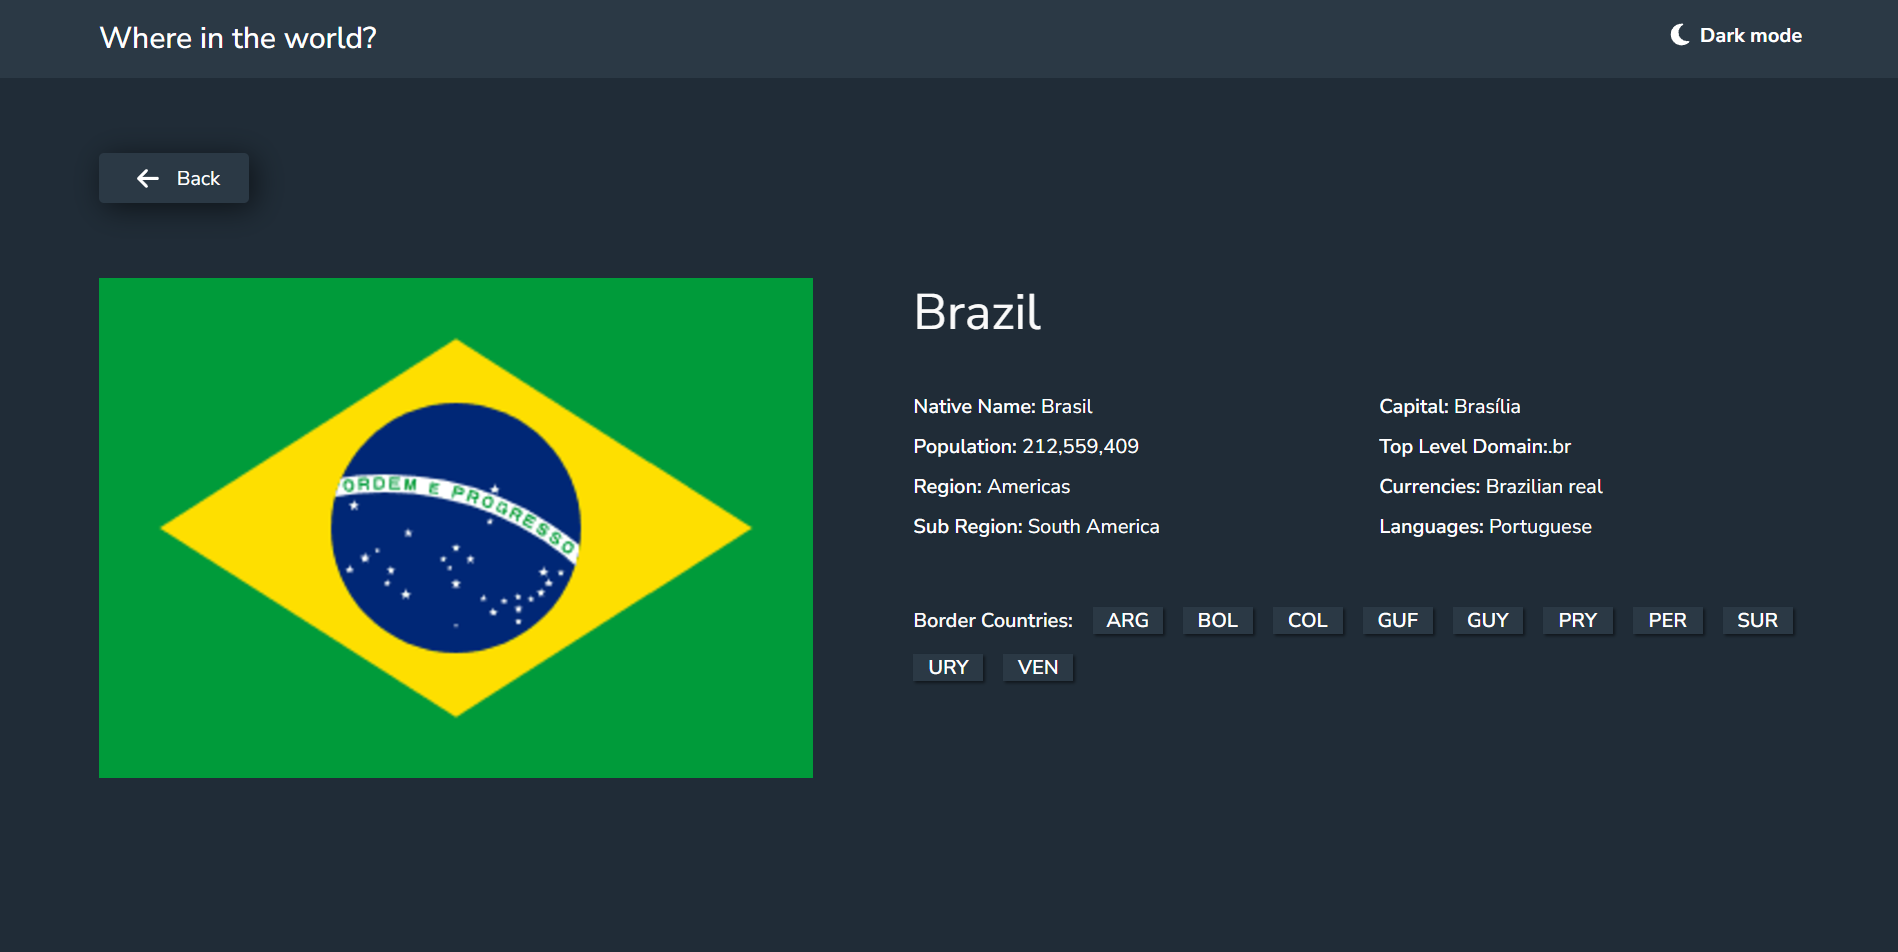 Where in the world?
Dark mode
Back
ORDEM E PROGRESSO
Brazil
Native Name: Brasil
Population: 212,559,409
Region: Americas
Sub Region: South America
Capital: Brasília
Top Level Domain:.br
Currencies: Brazilian real
Languages: Portuguese
Border Countries: ARG BOL COL GUF GUY PRY PER SUR
URY VEN